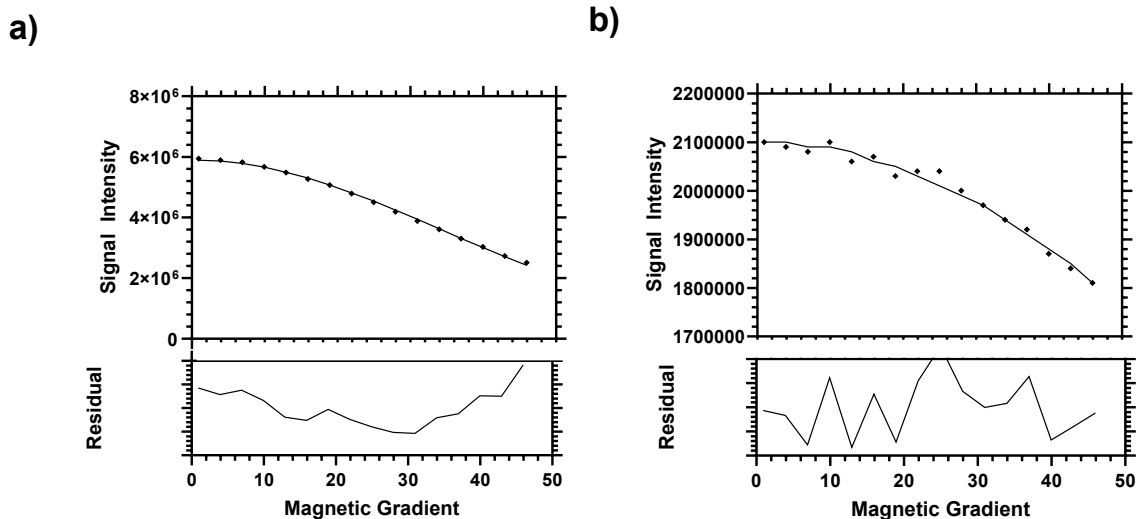 a)
8×10⁶
6×10⁶
4×10⁶
2×10⁶
0
Signal Intensity
Residual
0 10 20 30 40 50
Magnetic Gradient
b)
2200000
2100000
2000000
1900000
1800000
1700000
Signal Intensity
Residual
0 10 20 30 40 50
Magnetic Gradient